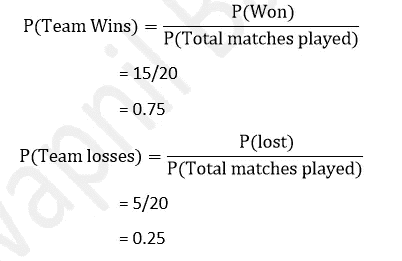 P(Team Wins) = P(Won) / P(Total matches played)
= 15/20
= 0.75
P(Team losses) = P(lost) / P(Total matches played)
= 5/20
= 0.25